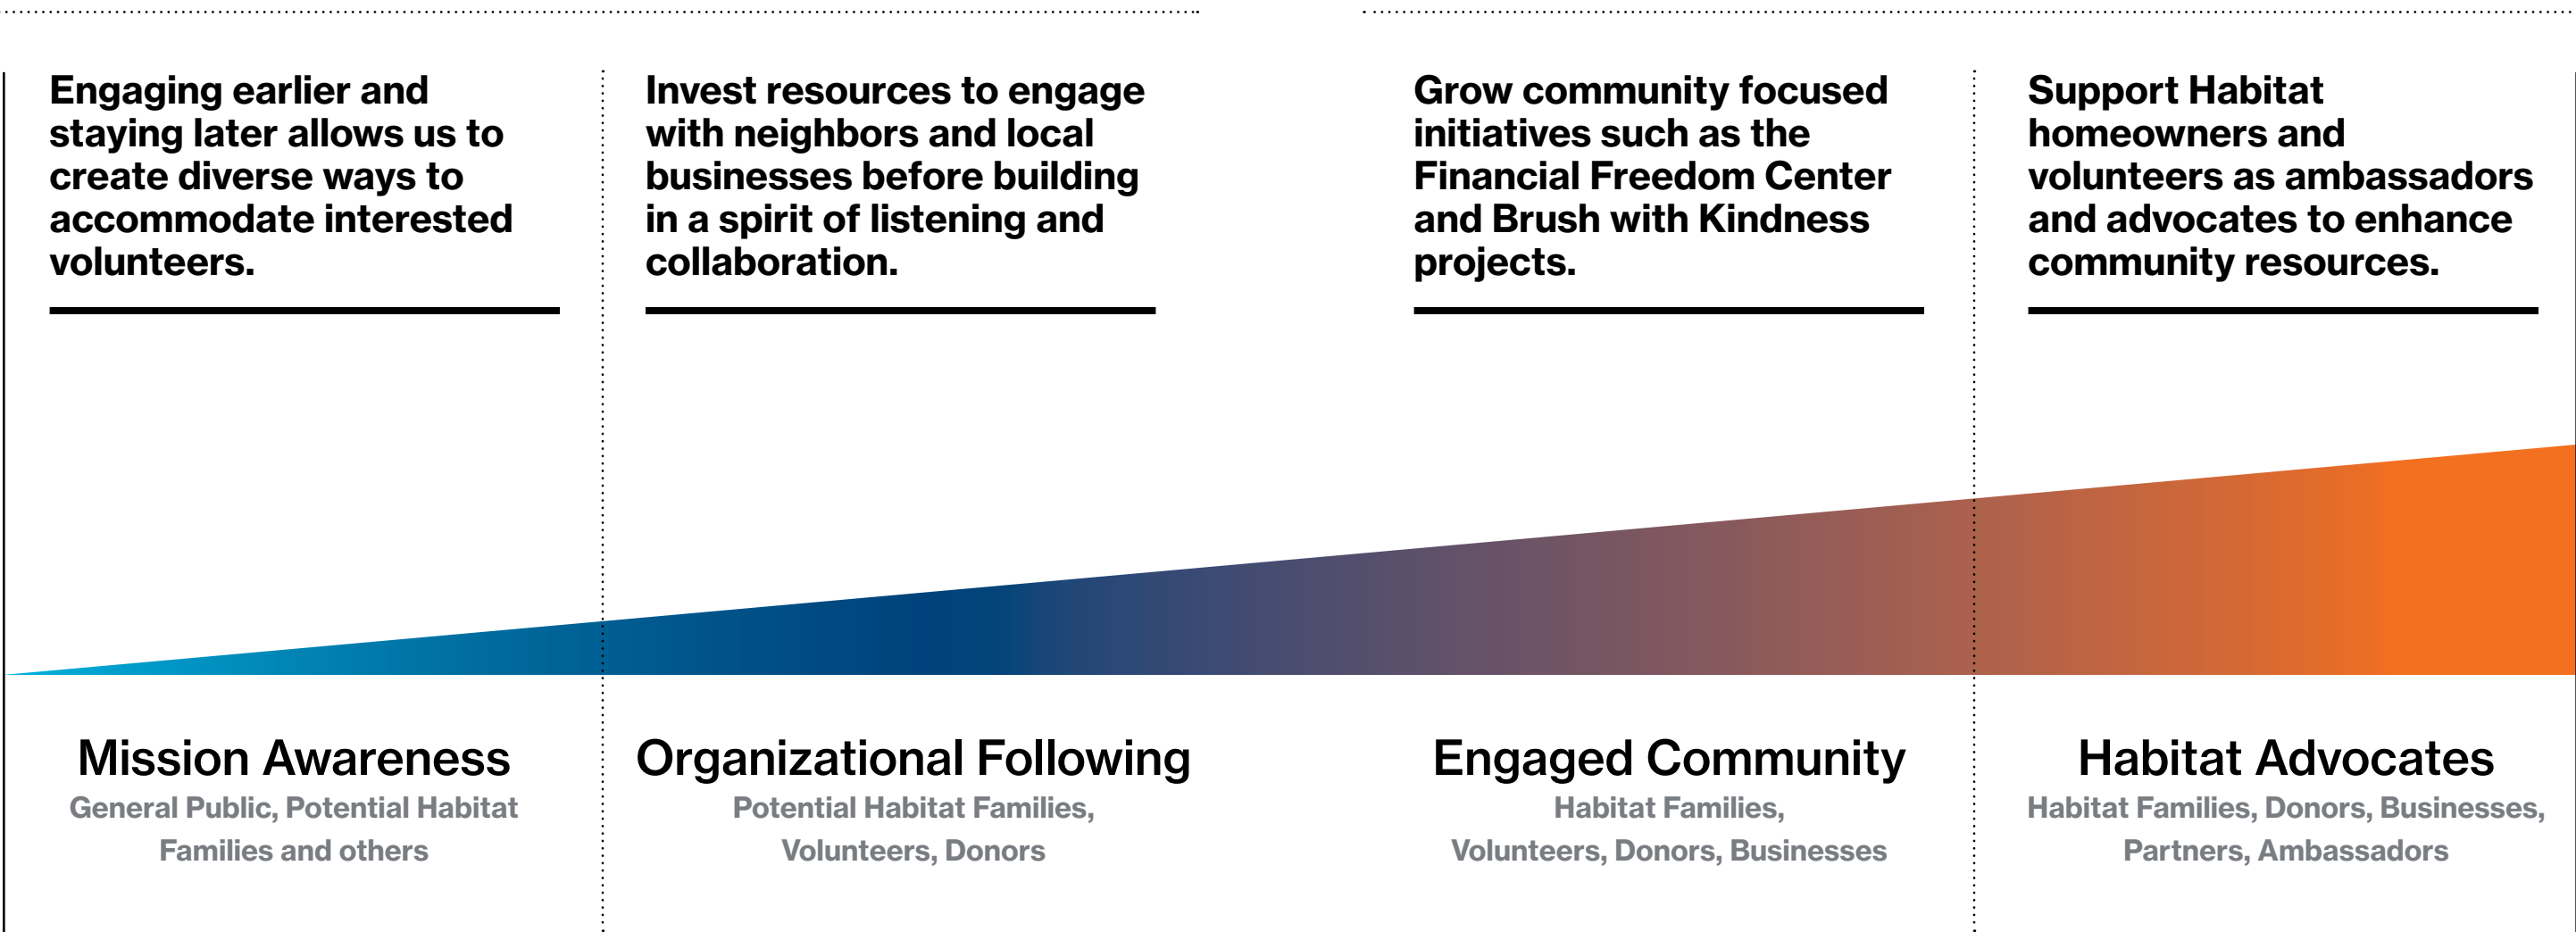 Engaging earlier and
staying later allows us to
create diverse ways to
accommodate interested
volunteers.
Invest resources to engage
with neighbors and local
businesses before building
in a spirit of listening and
collaboration.
Grow community focused
initiatives such as the
Financial Freedom Center
and Brush with Kindness
projects.
Support Habitat
homeowners and
volunteers as ambassadors
and advocates to enhance
community resources.
Mission Awareness
General Public, Potential Habitat
Families and others
Organizational Following
Potential Habitat Families,
Volunteers, Donors
Engaged Community
Habitat Families,
Volunteers, Donors, Businesses
Habitat Advocates
Habitat Families, Donors, Businesses,
Partners, Ambassadors